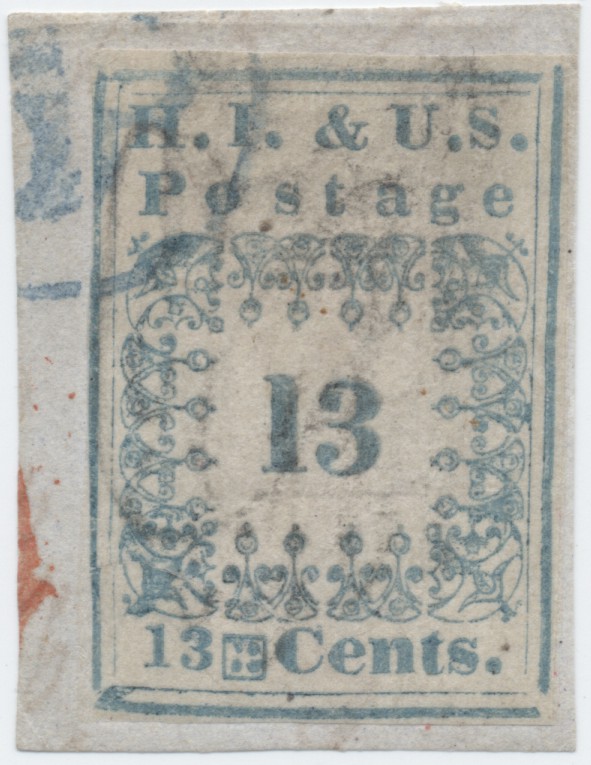 H. I. & U.S.
Postage
13
13 Cents.